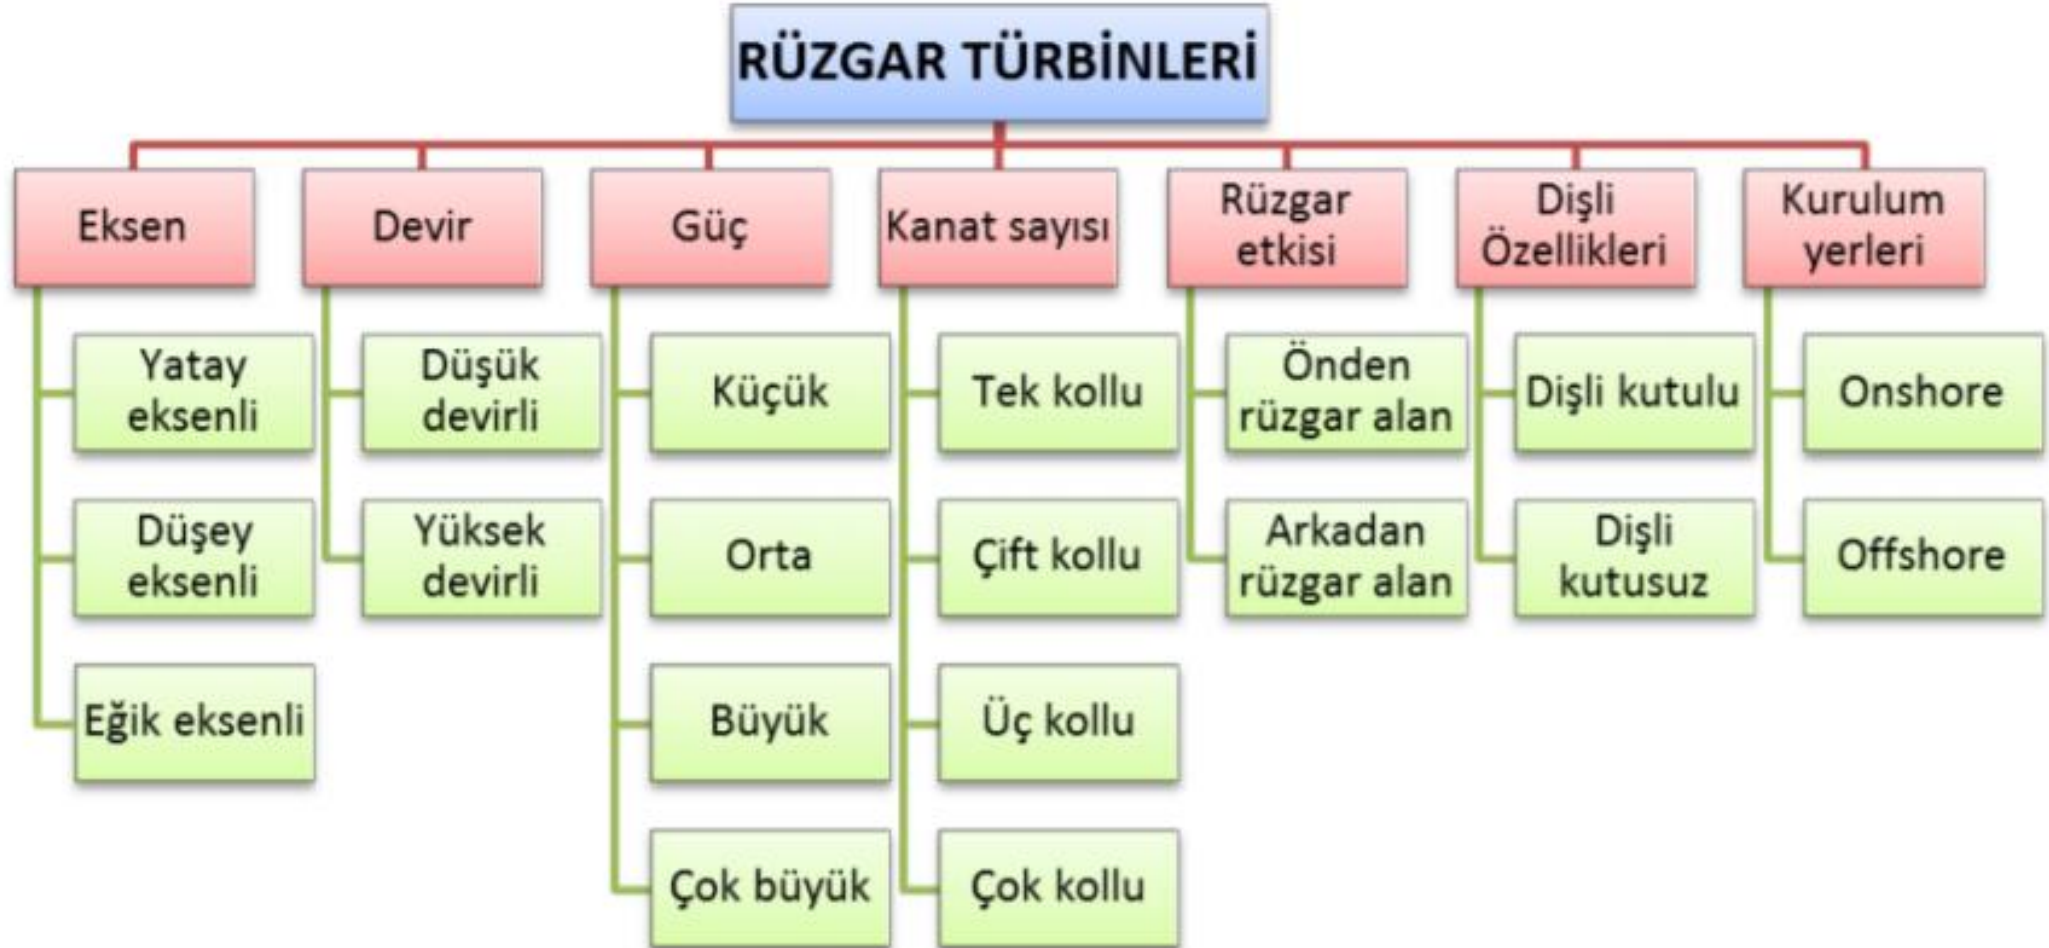 RÜZGAR TÜRBİNLERİ
Eksen
Yatay
eksenli
Düşey
eksenli
Eğik eksenli
Devir
Düşük
devirli
Yüksek
devirli
Güç
Küçük
Orta
Büyük
Çok büyük
Kanat sayısı
Tek kollu
Çift kollu
Üç kollu
Çok kollu
Rüzgar
etkisi
Önden
rüzgar alan
Arkadan
rüzgar alan
Dişli
Özellikleri
Dişli kutulu
Dişli
kutusuz
Kurulum
yerleri
Onshore
Offshore